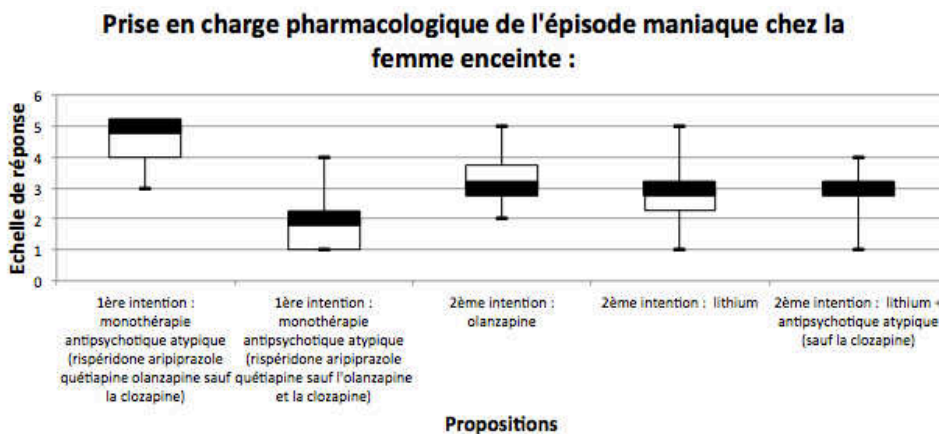 Prise en charge pharmacologique de l'épisode maniaque chez la
femme enceinte :
Echelle de réponse
6
5
4
3
2
1
0
1ère intention :
monothérapie
antipsychotique atypique
(rispéridone aripiprazole
quétiapine olanzapine sauf
la clozapine)
1ère intention :
monothérapie
antipsychotique atypique
(rispéridone aripiprazole
quétiapine sauf l'olanzapine
et la clozapine)
2ème intention :
olanzapine
2ème intention : lithium
2ème intention : lithium +
antipsychotique atypique
(sauf la clozapine)
Propositions